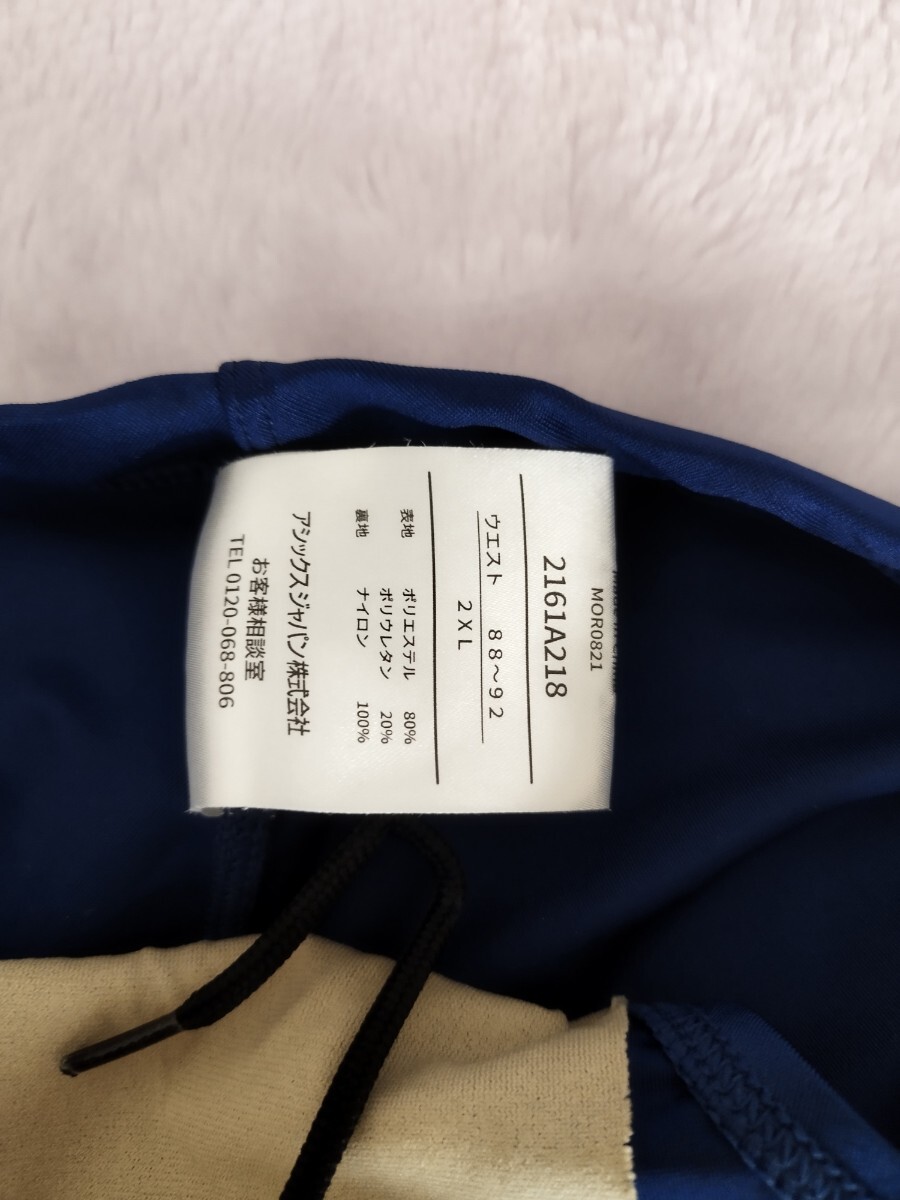 MOR0821
2161A218
ウエスト 88～92
2XL
表地 ポリエステル 80%
ポリウレタン 20%
裏地 ナイロン 100%
アシックスジャパン株式会社
お客様相談室
TEL 0120-068-806